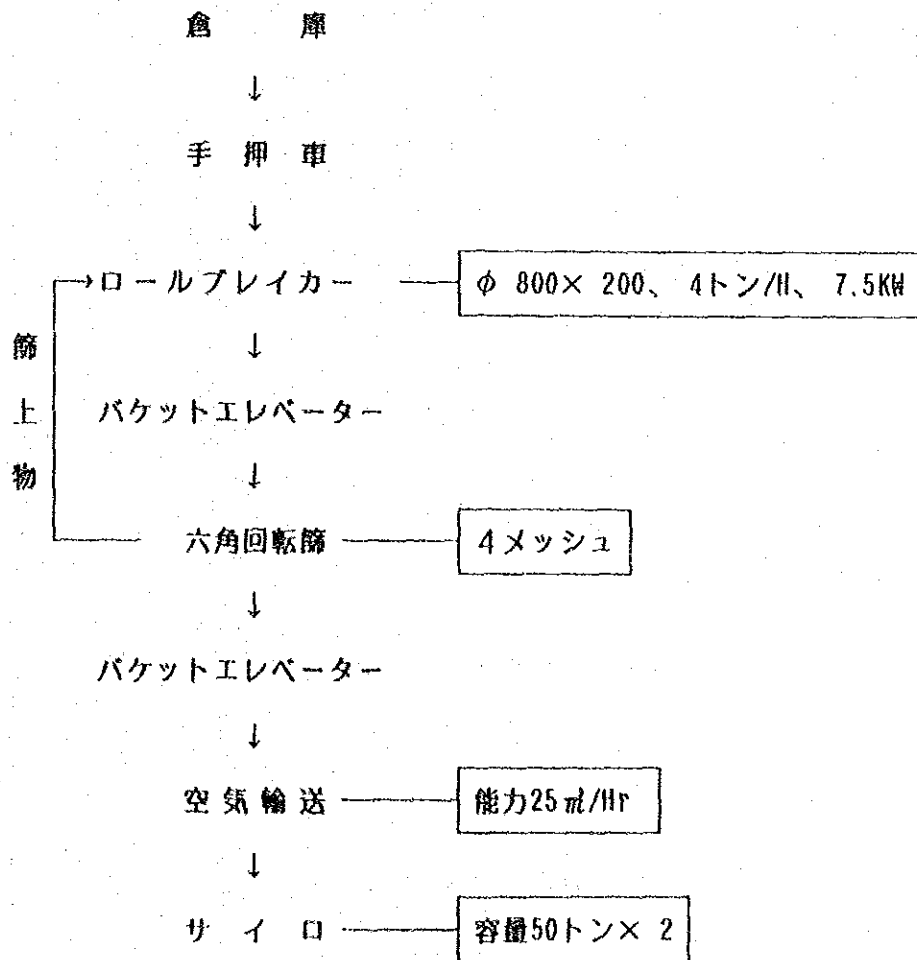 倉 庫
↓
手 押 車
↓
→ロールブレイカー φ 800× 200、 4トン/H、 7.5KW
↓
篩上物
バケットエレベーター
↓
六角回転篩 4メッシュ
↓
バケットエレベーター
↓
空 気 輸 送 能力25㎥/Hr
↓
サ イ ロ 容量50トン× 2